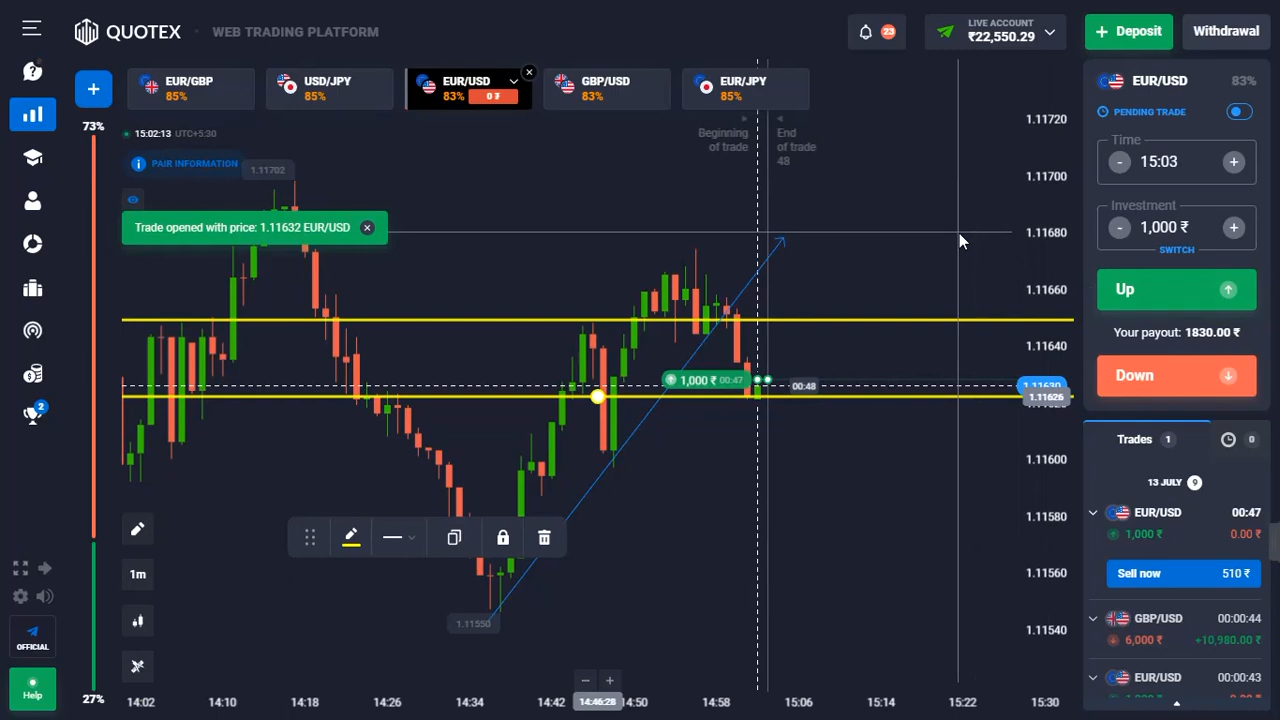 QUOTEX
WEB TRADING PLATFORM
23
LIVE ACCOUNT
₹22,550.29
+ Deposit
Withdrawal
+
EUR/GBP
85%
USD/JPY
85%
EUR/USD
83%
0 ₹
GBP/USD
83%
EUR/JPY
85%
73%
15:02:13 UTC+5:30
PAIR INFORMATION
1.11702
Trade opened with price: 1.11632 EUR/USD
Beginning
of trade
End
of trade
48
1.11720
1.11700
1.11680
1.11660
1.11640
1.11630
1.11626
1.11600
1.11580
1.11560
1.11540
1,000 ₹ 00:47
00:48
1.11550
1m
27%
OFFICIAL
Help
2
14:02
14:10
14:18
14:26
14:34
14:42
14:46:28
14:50
14:58
15:06
15:14
15:22
15:30
EUR/USD 83%
PENDING TRADE
Time
- 15:03 +
Investment
- 1,000 ₹ +
SWITCH
Up
Your payout: 1830.00 ₹
Down
Trades 1
0
13 JULY 9
EUR/USD 00:47
1,000 ₹ 0.00 ₹
Sell now 510 ₹
GBP/USD 00:00:44
6,000 ₹ +10,980.00 ₹
EUR/USD 00:00:43